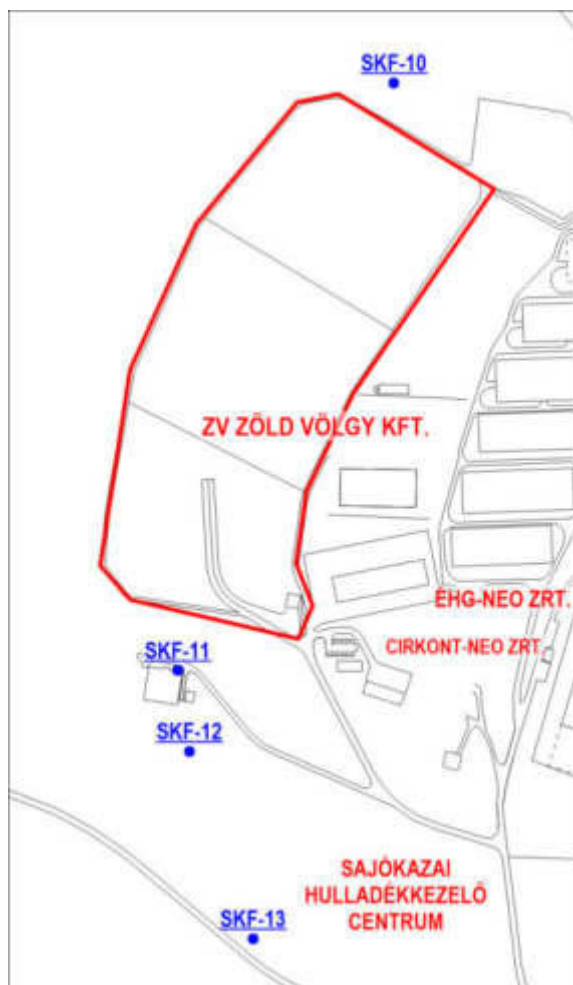 SKF-10
ZV ZÖLD VÖLGY KFT.
ÉHG-NEO ZRT.
CIRKONT-NEO ZRT.
SKF-11
SKF-12
SAJÓKAZAI
HULLADÉKKEZELŐ
CENTRUM
SKF-13